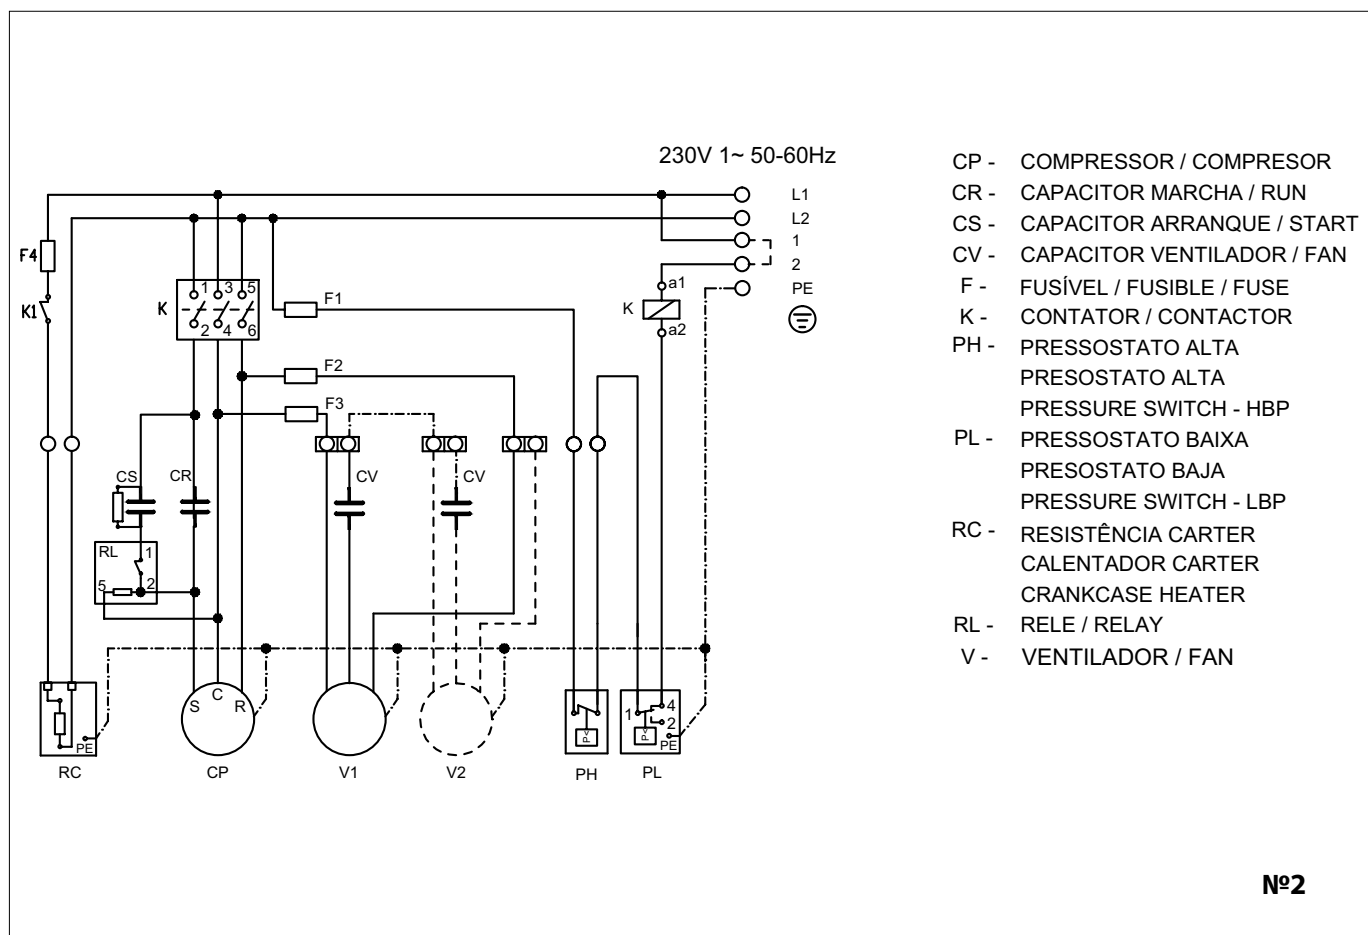 230V 1~ 50-60Hz
L1
L2
1
2
PE
F4
K1
K
1 3 5
2 4 6
F1
F2
F3
K
a1
a2
CS
CR
CV
CV
RL
1
5
2
S
C
R
PE
P<
P<
1
4
2
PE
RC
CP
V1
V2
PH
PL
CP - COMPRESSOR / COMPRESOR
CR - CAPACITOR MARCHA / RUN
CS - CAPACITOR ARRANQUE / START
CV - CAPACITOR VENTILADOR / FAN
F - FUSÍVEL / FUSIBLE / FUSE
K - CONTATOR / CONTACTOR
PH - PRESSOSTATO ALTA
PRESOSTATO ALTA
PRESSURE SWITCH - HBP
PL - PRESSOSTATO BAIXA
PRESOSTATO BAJA
PRESSURE SWITCH - LBP
RC - RESISTÊNCIA CARTER
CALENTADOR CARTER
CRANKCASE HEATER
RL - RELE / RELAY
V - VENTILADOR / FAN
Nº2